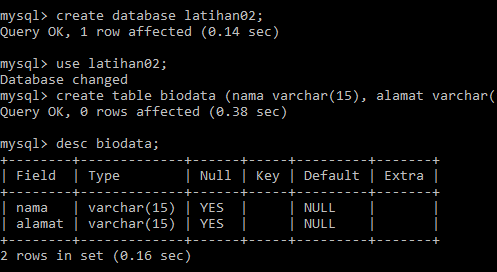 mysql> create database latihan02;
Query OK, 1 row affected (0.14 sec)

mysql> use latihan02;
Database changed
mysql> create table biodata (nama varchar(15), alamat varchar(
Query OK, 0 rows affected (0.38 sec)

mysql> desc biodata;
+--------+-------------+------+-----+---------+-------+
| Field  | Type        | Null | Key | Default | Extra |
+--------+-------------+------+-----+---------+-------+
| nama   | varchar(15) | YES  |     | NULL    |       |
| alamat | varchar(15) | YES  |     | NULL    |       |
+--------+-------------+------+-----+---------+-------+
2 rows in set (0.16 sec)